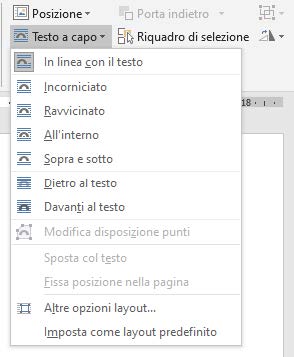 Posizione
Porta indietro
Testo a capo
Riquadro di selezione
In linea con il testo
Incorniciato
Ravvicinato
All'interno
Sopra e sotto
Dietro al testo
Davanti al testo
Modifica disposizione punti
Sposta col testo
Fissa posizione nella pagina
Altre opzioni layout...
Imposta come layout predefinito
18